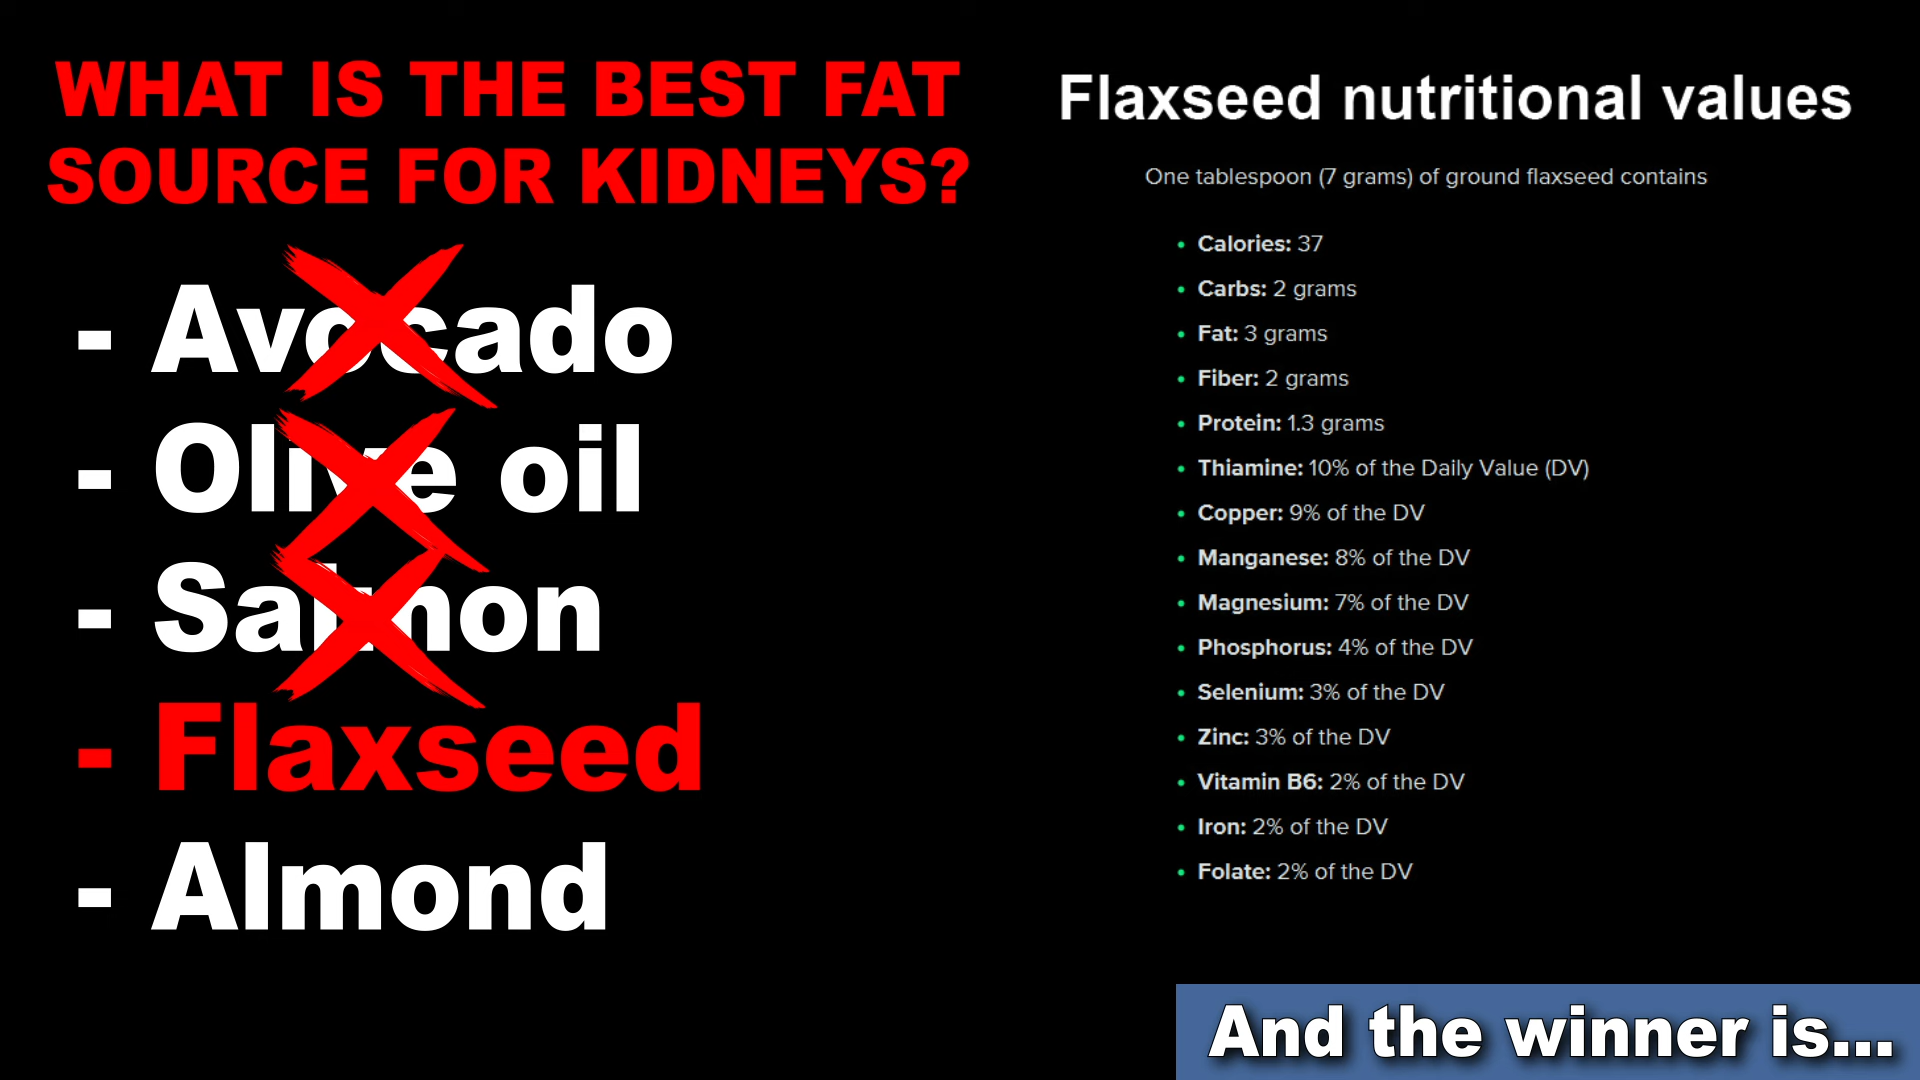 WHAT IS THE BEST FAT
SOURCE FOR KIDNEYS?
- Avocado
- Olive oil
- Salmon
- Flaxseed
- Almond
Flaxseed nutritional values
One tablespoon (7 grams) of ground flaxseed contains
• Calories: 37
• Carbs: 2 grams
• Fat: 3 grams
• Fiber: 2 grams
• Protein: 1.3 grams
• Thiamine: 10% of the Daily Value (DV)
• Copper: 9% of the DV
• Manganese: 8% of the DV
• Magnesium: 7% of the DV
• Phosphorus: 4% of the DV
• Selenium: 3% of the DV
• Zinc: 3% of the DV
• Vitamin B6: 2% of the DV
• Iron: 2% of the DV
• Folate: 2% of the DV
And the winner is...